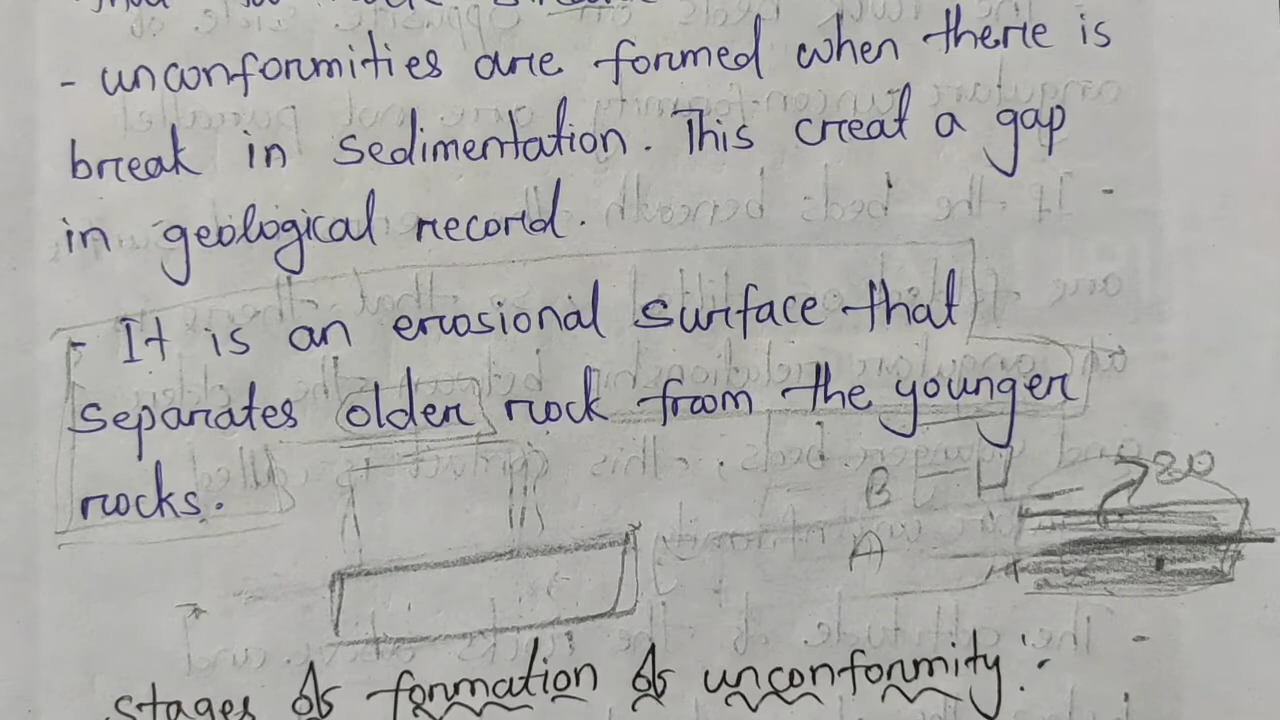 - unconformities are formed when there is
break in sedimentation. This creat a gap
in geological record.
- It is an erosional surface that
separates older rock from the younger
rocks.
B
80
A
stages of formation of unconformity :-